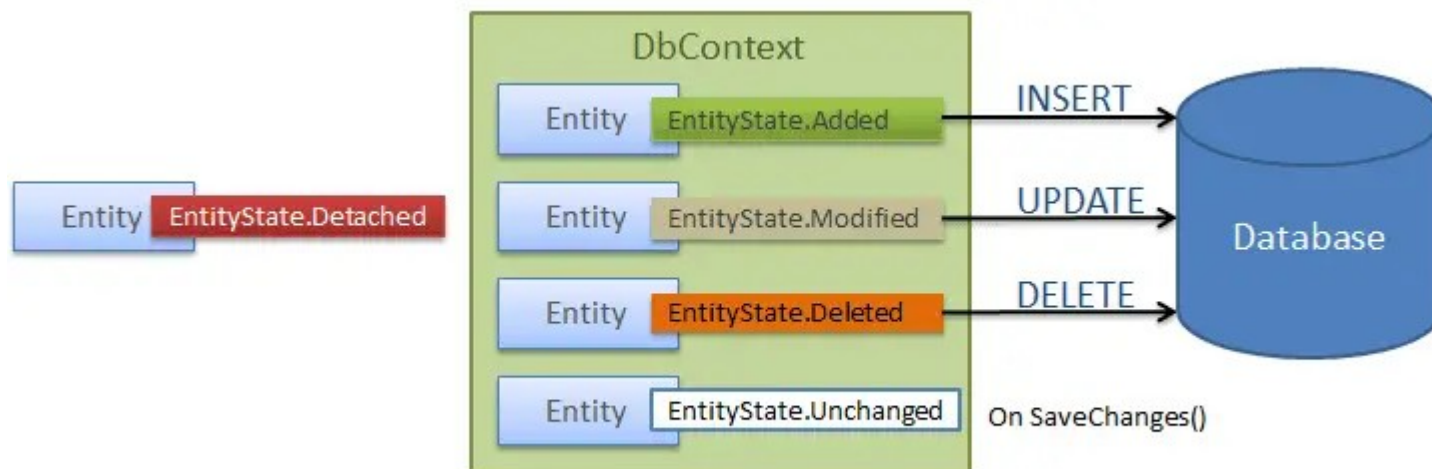 DbContext
Entity EntityState.Added
INSERT
Entity EntityState.Detached
Entity EntityState.Modified
UPDATE
Database
Entity EntityState.Deleted
DELETE
Entity EntityState.Unchanged
On SaveChanges()